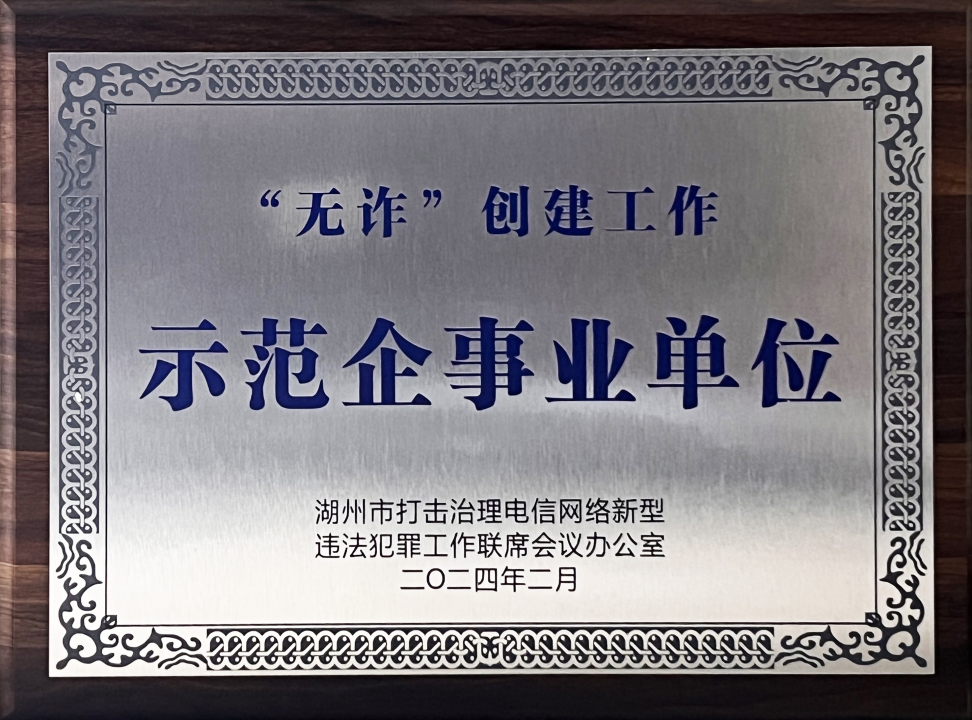 “无诈”创建工作
示范企事业单位
湖州市打击治理电信网络新型
违法犯罪工作联席会议办公室
二〇二四年二月